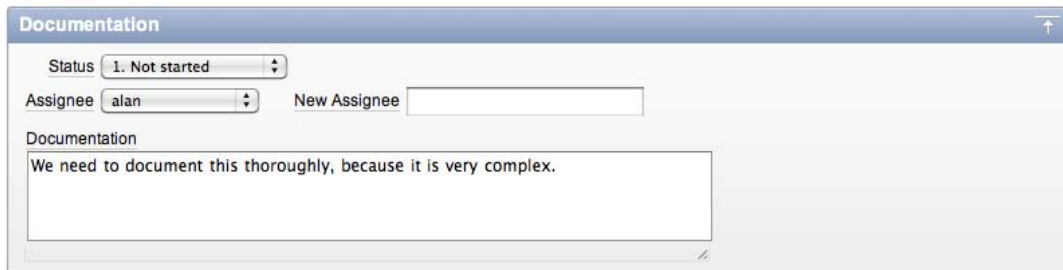 Documentation
Status 1. Not started
Assignee alan New Assignee
Documentation
We need to document this thoroughly, because it is very complex.